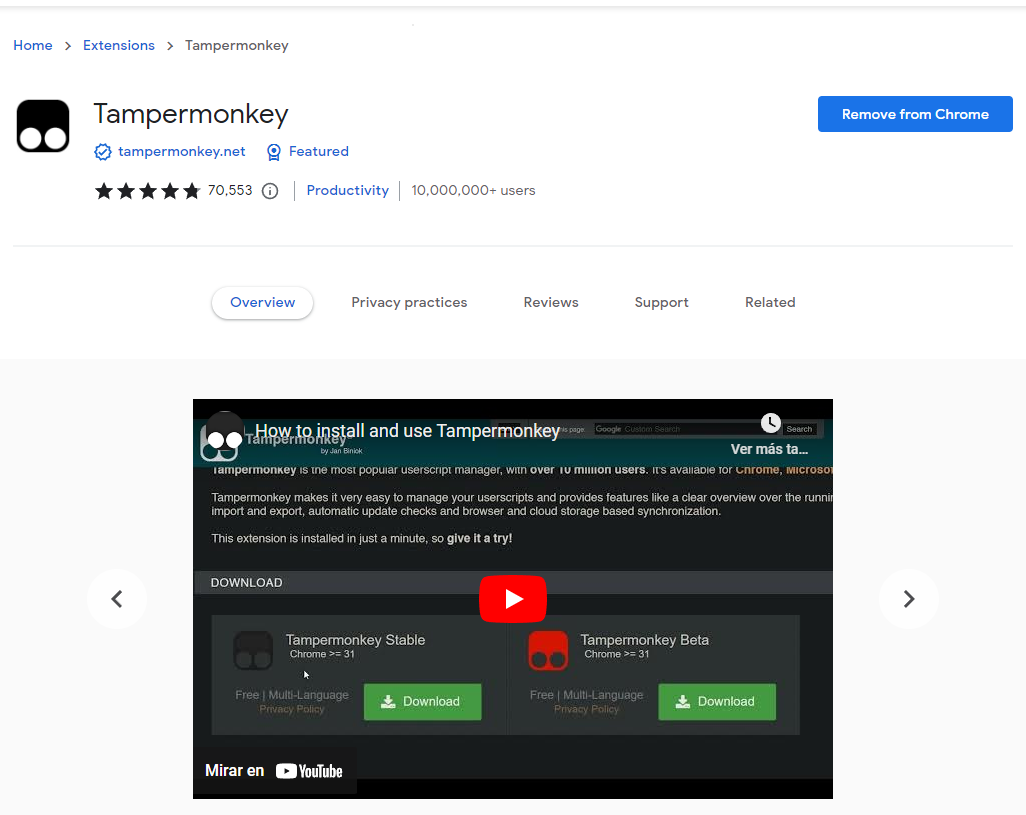 Home > Extensions > Tampermonkey
Tampermonkey
Remove from Chrome
tampermonkey.net Featured
70,553 Productivity 10,000,000+ users
Overview Privacy practices Reviews Support Related
How to install and use Tampermonkey
Tampermonkey
by Jan Biniok
page: Google Custom Search Search
Ver más ta...
Tampermonkey is the most popular userscript manager, with over 10 million users. It's available for Chrome, Microsof
Tampermonkey makes it very easy to manage your userscripts and provides features like a clear overview over the runnin
import and export, automatic update checks and browser and cloud storage based synchronization.
This extension is installed in just a minute, so give it a try!
DOWNLOAD
Tampermonkey Stable
Chrome >= 31
Free | Multi-Language
Privacy Policy
Download
Tampermonkey Beta
Chrome >= 31
Free | Multi-Language
Privacy Policy
Download
Mirar en YouTube